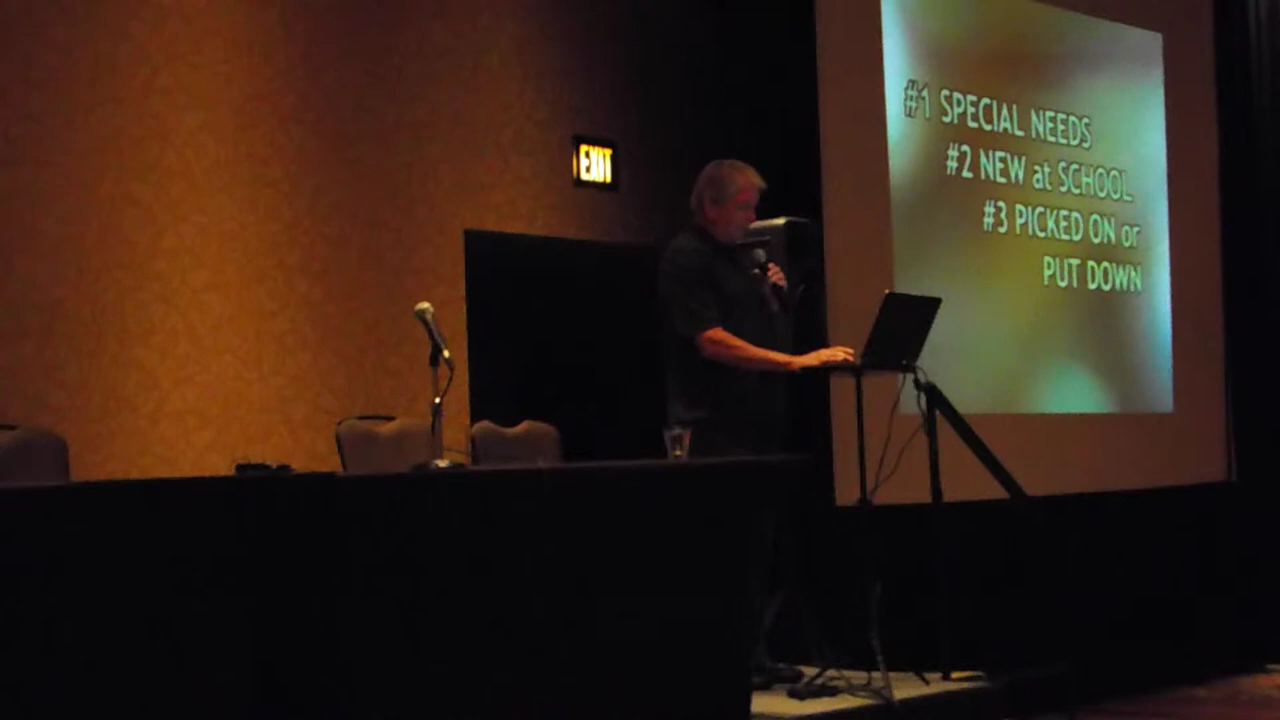 EXIT
#1 SPECIAL NEEDS
#2 NEW at SCHOOL
#3 PICKED ON or
PUT DOWN